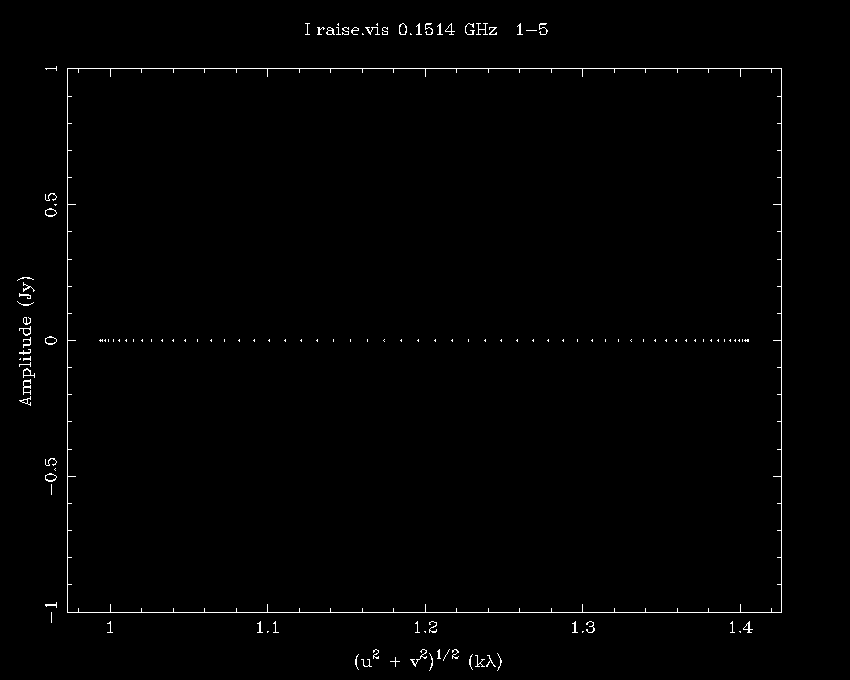 I raise.vis 0.1514 GHz 1−5
1
0.5
0
−0.5
−1
Amplitude (Jy)
1 1.1 1.2 1.3 1.4
(u² + v²)^1/2 (kλ)